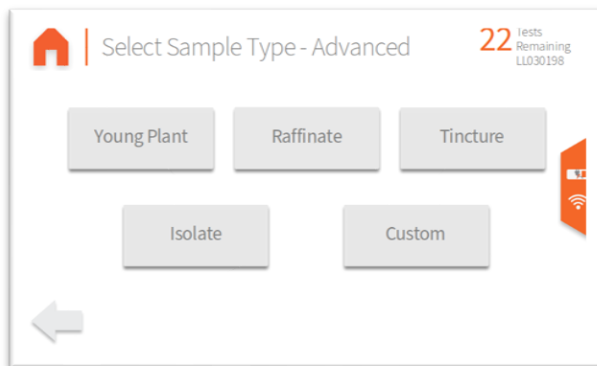 Select Sample Type - Advanced
22 Tests
Remaining
LL030198
Young Plant
Raffinate
Tincture
Isolate
Custom